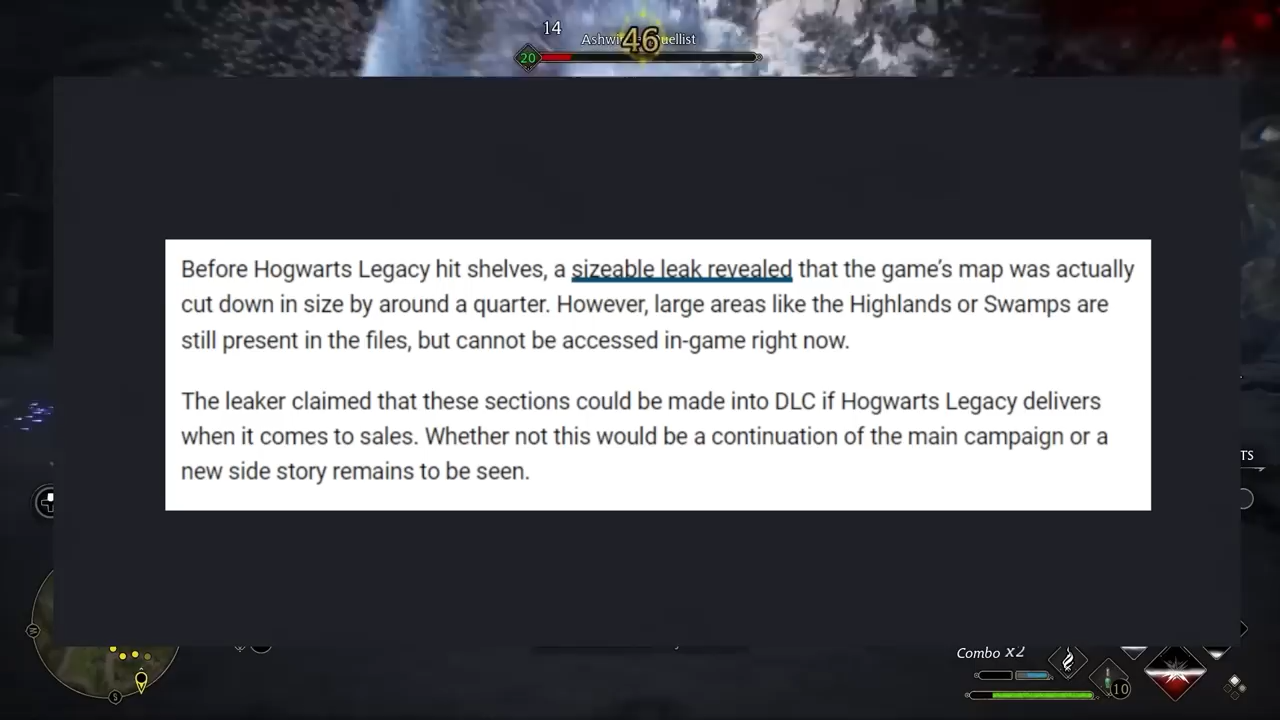 14
46
20
Before Hogwarts Legacy hit shelves, a sizeable leak revealed that the game's map was actually
cut down in size by around a quarter. However, large areas like the Highlands or Swamps are
still present in the files, but cannot be accessed in-game right now.
The leaker claimed that these sections could be made into DLC if Hogwarts Legacy delivers
when it comes to sales. Whether not this would be a continuation of the main campaign or a
new side story remains to be seen.
TS
S
Combo x2
10